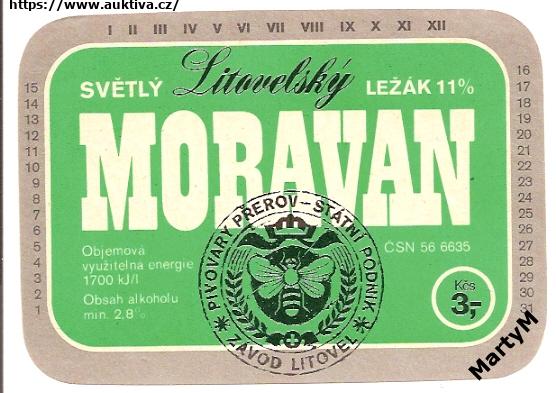 https://www.auktiva.cz/
I II III IV V VI VII VIII IX X XI XII
SVĚTLÝ Litovelský LEŽÁK 11%
MORAVAN
15
14
13
12
11
10
9
8
7
6
5
4
3
2
1
16
17
18
19
20
21
22
23
24
25
26
27
28
29
30
31
Objemová
využitelná energie
1700 kJ/l
Obsah alkoholu
min. 2,8%
PIVOVARY PŘEROV – STÁTNÍ PODNIK
ZÁVOD LITOVEL
ČSN 56 6635
Kčs
3,-
MartyM